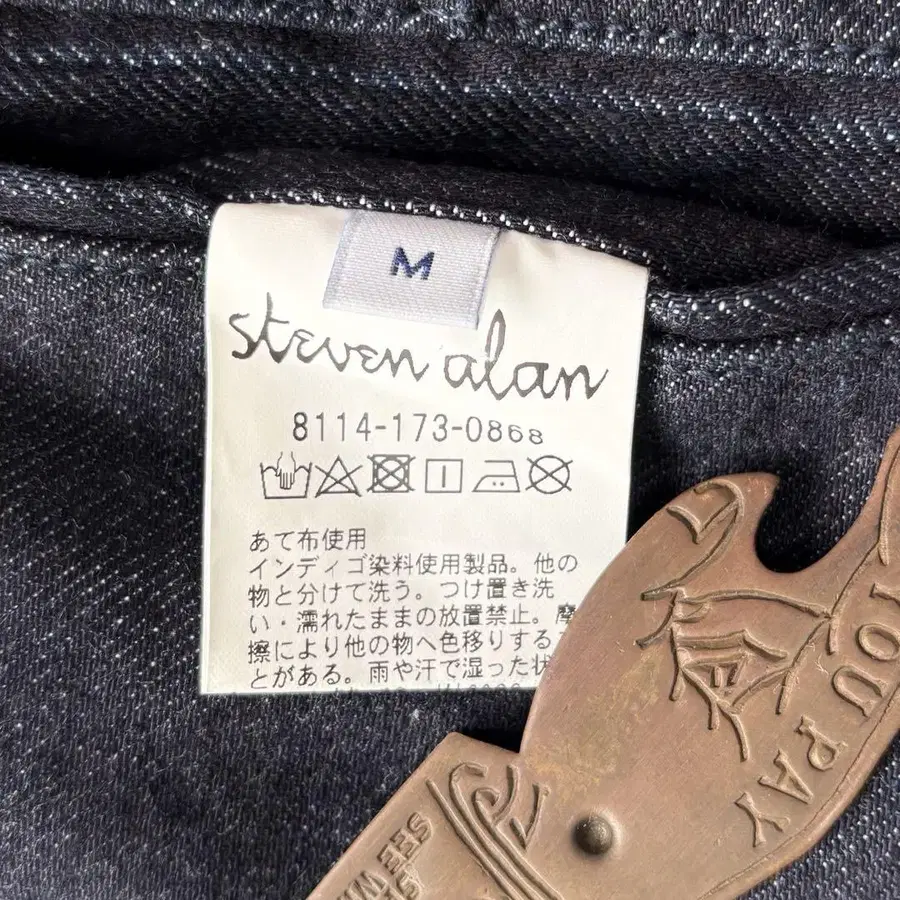 M
steven alan
8114-173-0868
あて布使用
インディゴ染料使用製品。他の
物と分けて洗う。つけ置き洗
い・濡れたままの放置禁止。摩
擦により他の物へ色移りする
とがある。雨や汗で湿った状
YOU PAY
SEE